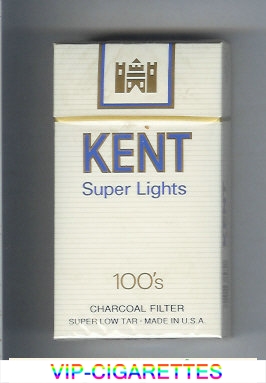 KENT
Super Lights
100's
CHARCOAL FILTER
SUPER LOW TAR - MADE IN U.S.A.
VIP-CIGARETTES